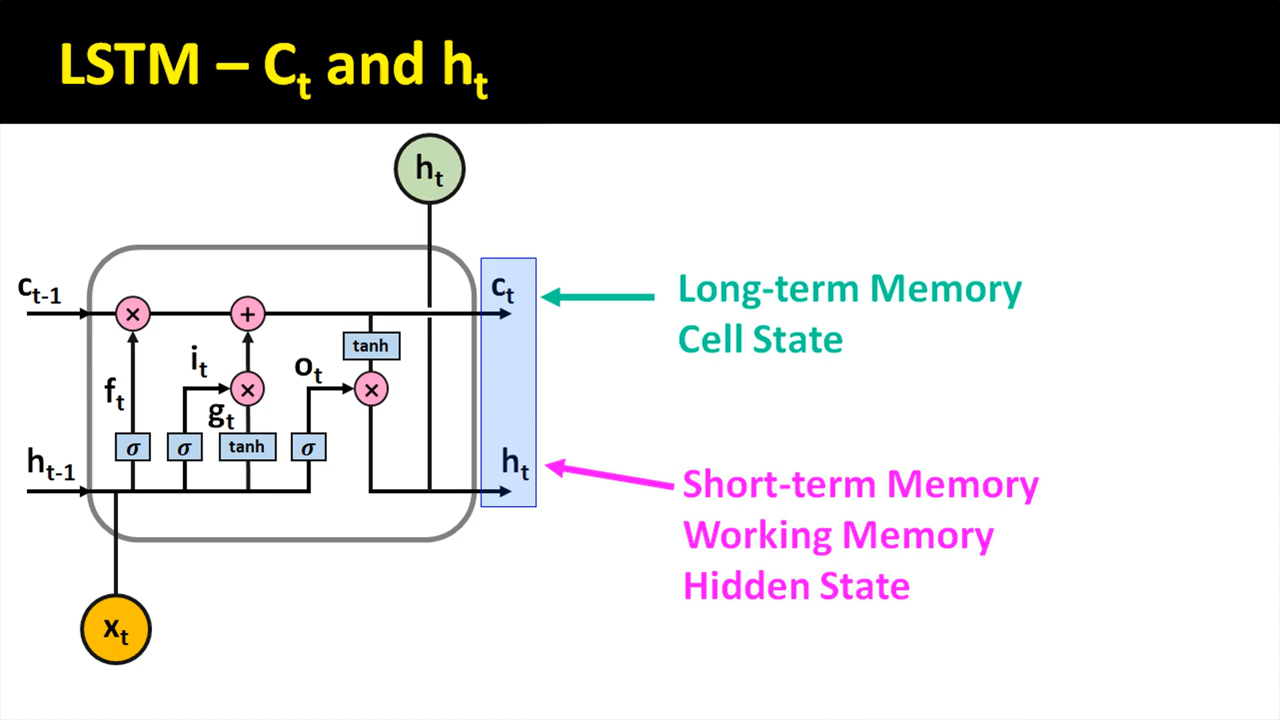 LSTM – Ct and ht
ht
ct-1
ct
Long-term Memory
Cell State
× +
tanh
it
ot
ft
× ×
gt
σ σ tanh σ
ht-1
ht
Short-term Memory
Working Memory
Hidden State
xt